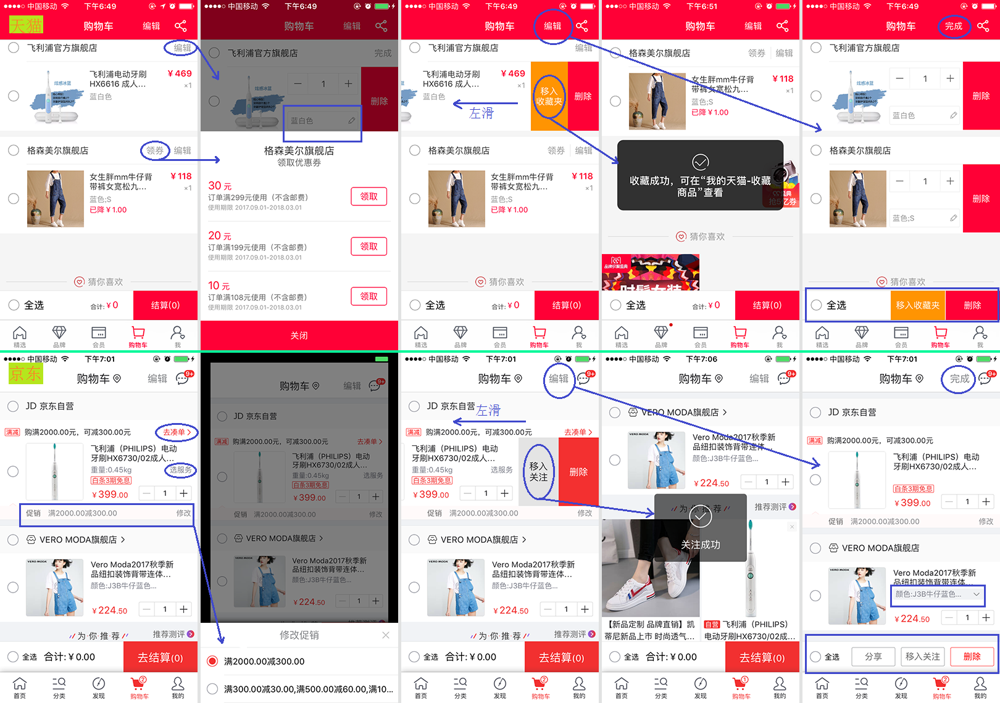 中国移动 下午6:49
天猫 购物车 编辑
飞利浦官方旗舰店 编辑
飞利浦电动牙刷 ￥469
HX6616 成人... ×1
蓝白色
炫感冰蓝
格森美尔旗舰店 领券 编辑
女生胖mm牛仔背 ￥118
带裤女宽松九... ×1
蓝色;S
已降￥1.00
猜你喜欢
全选 合计:￥0 结算(0)
精选 品牌 会员 购物车 我
中国移动 下午6:49
购物车 编辑
飞利浦官方旗舰店 完成
炫感冰蓝
1
删除
蓝白色
格森美尔旗舰店
领取优惠券
30 元
订单满299元使用（不含邮费） 领取
使用期限 2017.09.01-2018.03.01
20 元
订单满199元使用（不含邮费） 领取
使用期限 2017.09.01-2018.03.01
10 元
订单满108元使用（不含邮费） 领取
使用期限 2017.09.01-2018.03.01
关闭
中国移动 下午6:49
购物车 编辑
飞利浦官方旗舰店 编辑
飞利浦电动牙刷 ￥469
HX6616 成人... ×1
蓝白色
炫感冰蓝
移入
收藏夹
删除
左滑
格森美尔旗舰店 领券 编辑
女生胖mm牛仔背 ￥118
带裤女宽松九... ×1
蓝色;S
已降￥1.00
猜你喜欢
全选 合计:￥0 结算(0)
精选 品牌 会员 购物车 我
中国移动 下午6:51
购物车 编辑
格森美尔旗舰店 领券 编辑
女生胖mm牛仔背 ￥118
带裤女宽松九... ×1
蓝色;S
已降￥1.00
收藏成功，可在“我的天猫-收藏
商品”查看
抢5亿券
猜你喜欢
品牌狂欢盛典
时髦女装
全选 合计:￥0 结算(0)
精选 品牌 会员 购物车 我
中国移动 下午6:49
购物车 完成
飞利浦官方旗舰店
炫感冰蓝
1
蓝白色
删除
格森美尔旗舰店
1
蓝色;S
删除
猜你喜欢
全选 移入收藏夹 删除
精选 品牌 会员 购物车 我
中国移动 下午7:01
京东 购物车 编辑 9+
JD 京东自营
满减 购满2000.00元，可减300.00元 去凑单
飞利浦（PHILIPS）电动
牙刷HX6730/02成人...
重量:0.45kg 选服务
白条3期免息
￥399.00 1
促销 满2000.00减300.00 修改
VERO MODA旗舰店
VERO MODA
Vero Moda2017秋季新
品纽扣装饰背带连体...
颜色:J3B牛仔蓝色...
￥224.50 1
为·你·推·荐 推荐测评
全选 合计:￥0.00 去结算(0)
首页 分类 发现 购物车 2 我的
购物车 编辑 9+
JD 京东自营
满减 购满2000.00元，可减300.00元 去凑单
飞利浦（PHILIPS）电动
牙刷HX6730/02成人...
重量:0.45kg 选服务
白条3期免息
￥399.00 1
促销 满2000.00减300.00 修改
VERO MODA旗舰店
VERO MODA
Vero Moda2017秋季新
品纽扣装饰背带连体...
颜色:J3B牛仔蓝色...
￥224.50 1
修改促销
满2000.00减300.00
满300.00减30.00,满500.00减60.00,满10...
中国移动 下午7:01
购物车 编辑 9+
JD 京东自营
左滑
满减 购满2000.00元，可减300.00元 去凑单
飞利浦（PHILIPS）电动
牙刷HX6730/02成人...
重量:0.45kg 选服务
白条3期免息
￥399.00 1
移入
关注
删除
促销 满2000.00减300.00 修改
VERO MODA旗舰店
VERO MODA
Vero Moda2017秋季新
品纽扣装饰背带连体...
颜色:J3B牛仔蓝色...
￥224.50 1
为·你·推·荐 推荐测评
全选 合计:￥0.00 去结算(0)
首页 分类 发现 购物车 2 我的
中国移动 下午7:06
购物车 编辑 9+
VERO MODA旗舰店
VERO MODA
Vero Moda2017秋季新
品纽扣装饰背带连体...
颜色:J3B牛仔蓝色...
￥224.50 1
为·你·推·荐 推荐测评
关注成功
【新品定制 品牌直销】凯
蒂尼新品上市 时尚透气...
自营 飞利浦（PHILIPS）
电动牙刷HX6730/02成...
全选 合计:￥0.00 去结算(0)
首页 分类 发现 购物车 1 我的
中国移动 下午7:01
购物车 完成 9+
JD 京东自营
满减 购满2000.00元，可减300.00元
飞利浦（PHILIPS）电动
牙刷HX6730/02成人...
白条3期免息
￥399.00 1
促销 满2000.00减300.00 修改
VERO MODA旗舰店
VERO MODA
Vero Moda2017秋季新
品纽扣装饰背带连体...
颜色:J3B牛仔蓝色...
￥224.50 1
全选 分享 移入关注 删除
首页 分类 发现 购物车 2 我的